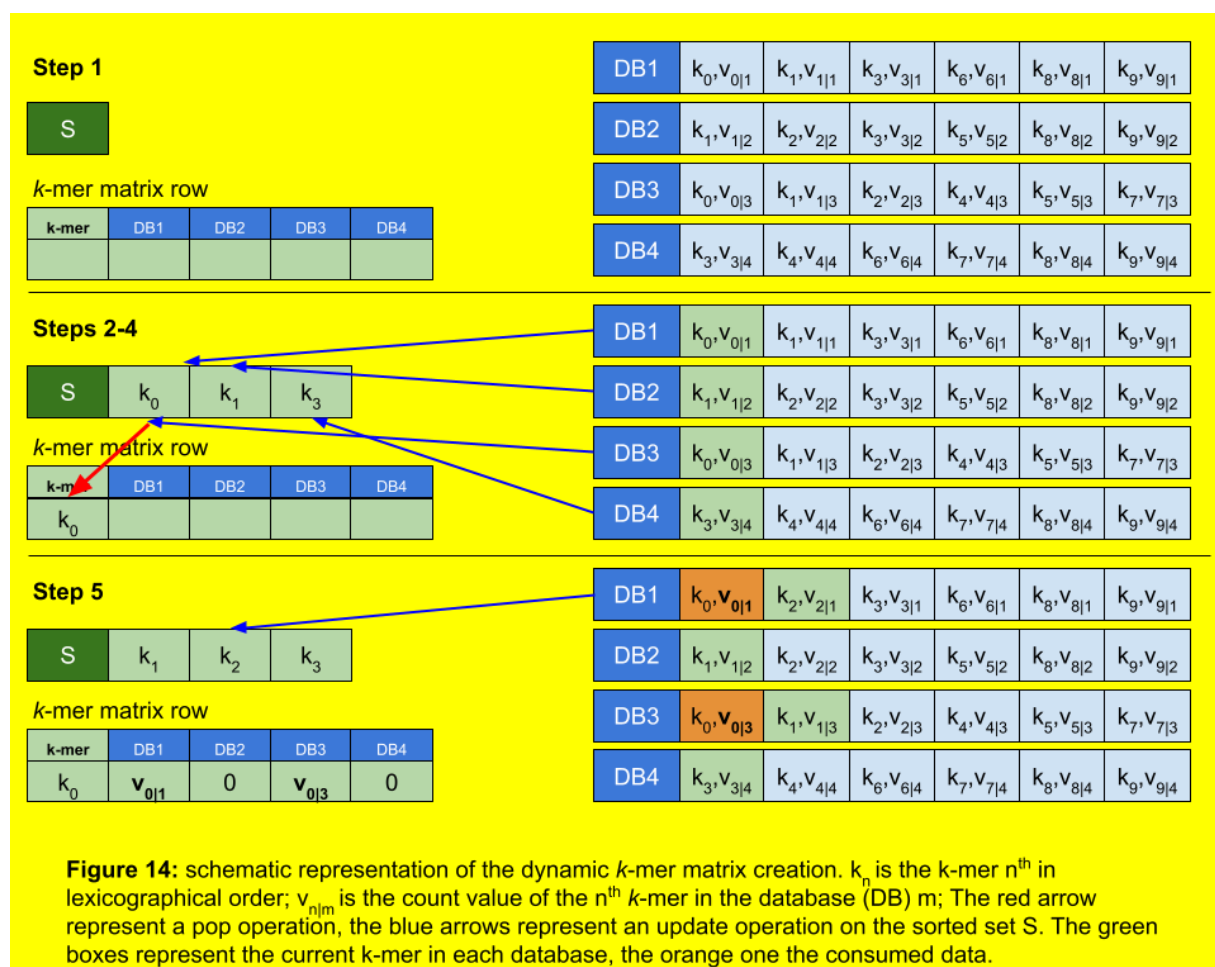 Step 1
DB1 k0,v0|1 k1,v1|1 k3,v3|1 k6,v6|1 k8,v8|1 k9,v9|1
S
DB2 k1,v1|2 k2,v2|2 k3,v3|2 k5,v5|2 k8,v8|2 k9,v9|2
k-mer matrix row
DB3 k0,v0|3 k1,v1|3 k2,v2|3 k4,v4|3 k5,v5|3 k7,v7|3
k-mer DB1 DB2 DB3 DB4
DB4 k3,v3|4 k4,v4|4 k6,v6|4 k7,v7|4 k8,v8|4 k9,v9|4
Steps 2-4
DB1 k0,v0|1 k1,v1|1 k3,v3|1 k6,v6|1 k8,v8|1 k9,v9|1
S k0 k1 k3
DB2 k1,v1|2 k2,v2|2 k3,v3|2 k5,v5|2 k8,v8|2 k9,v9|2
k-mer matrix row
DB3 k0,v0|3 k1,v1|3 k2,v2|3 k4,v4|3 k5,v5|3 k7,v7|3
k-mer DB1 DB2 DB3 DB4
k0
DB4 k3,v3|4 k4,v4|4 k6,v6|4 k7,v7|4 k8,v8|4 k9,v9|4
Step 5
DB1 k0,v0|1 k2,v2|1 k3,v3|1 k6,v6|1 k8,v8|1 k9,v9|1
S k1 k2 k3
DB2 k1,v1|2 k2,v2|2 k3,v3|2 k5,v5|2 k8,v8|2 k9,v9|2
k-mer matrix row
DB3 k0,v0|3 k1,v1|3 k2,v2|3 k4,v4|3 k5,v5|3 k7,v7|3
k-mer DB1 DB2 DB3 DB4
k0 v0|1 0 v0|3 0
DB4 k3,v3|4 k4,v4|4 k6,v6|4 k7,v7|4 k8,v8|4 k9,v9|4
Figure 14: schematic representation of the dynamic k-mer matrix creation. kn is the k-mer nth in
lexicographical order; vn|m is the count value of the nth k-mer in the database (DB) m; The red arrow
represent a pop operation, the blue arrows represent an update operation on the sorted set S. The green
boxes represent the current k-mer in each database, the orange one the consumed data.